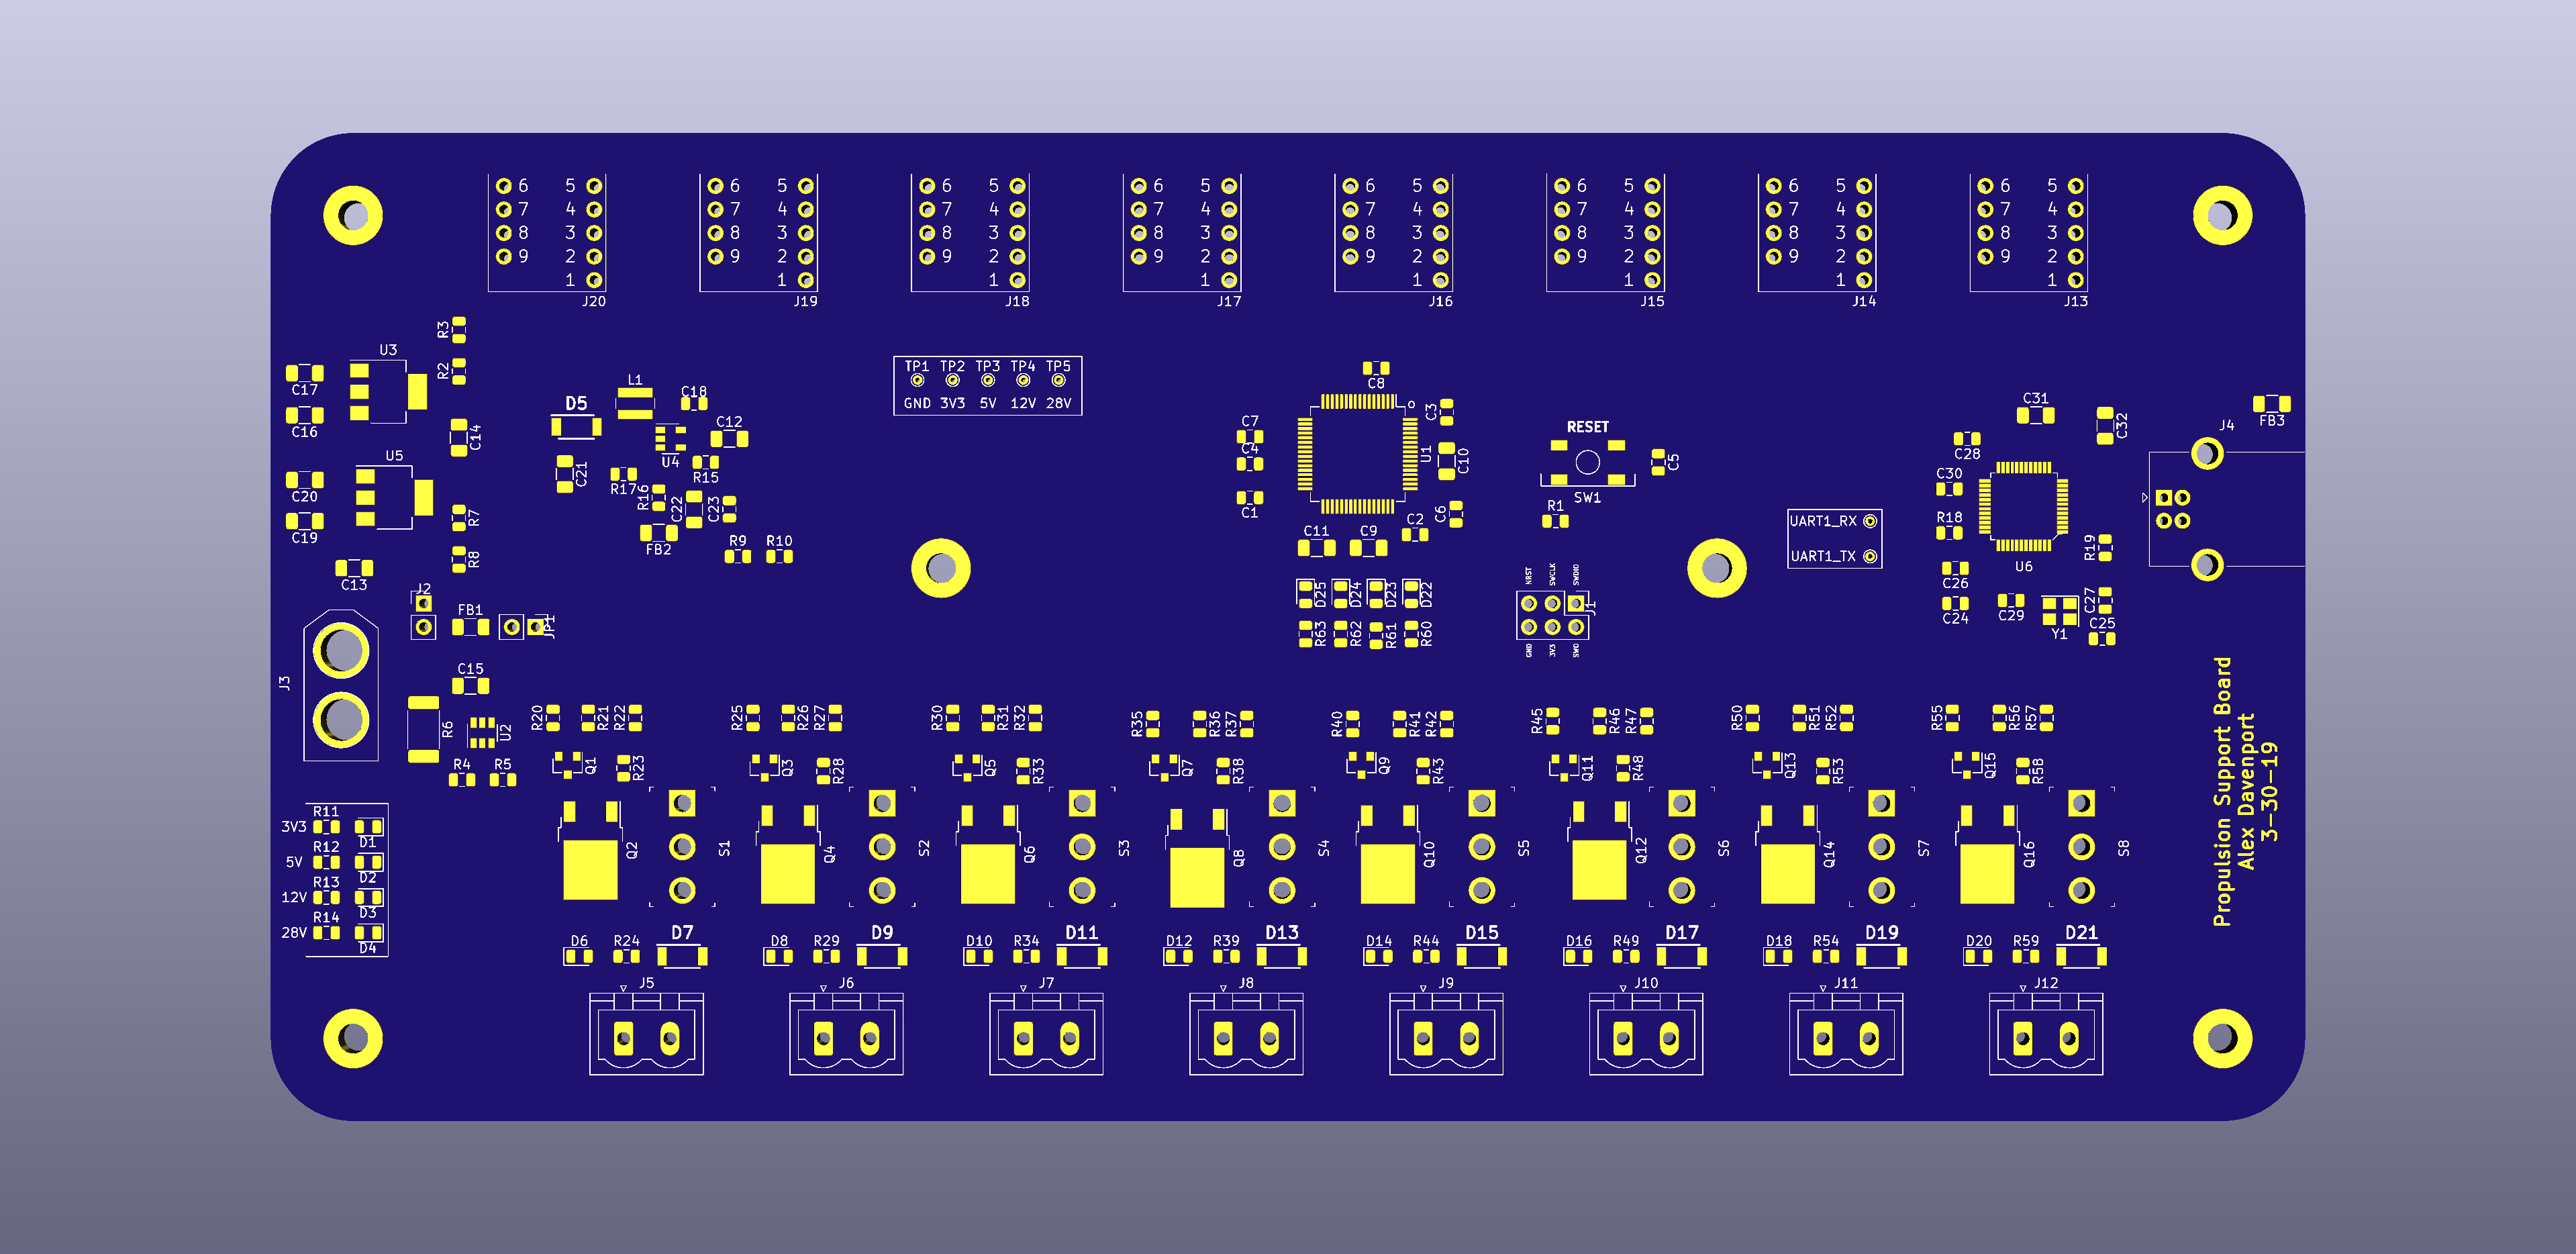 6 5 6 5 6 5 6 5 6 5 6 5 6 5 6 5
7 4 7 4 7 4 7 4 7 4 7 4 7 4 7 4
8 3 8 3 8 3 8 3 8 3 8 3 8 3 8 3
9 2 9 2 9 2 9 2 9 2 9 2 9 2 9 2
1 1 1 1 1 1 1 1
J20 J19 J18 J17 J16 J15 J14 J13
R3
U3
R2
C17
C16
C14
U5
C20
C19
R7
R8
C13
L1
D5
C18
C12
U4
C21
R17
R15
R16
C22
C23
FB2
R9 R10
TP1 TP2 TP3 TP4 TP5
GND 3V3 5V 12V 28V
C8
C3
C7
C4
U1
C10
C1
C6
C2
C11 C9
RESET
SW1
C5
R1
UART1_RX
UART1_TX
C31
C32
C28
C30
R18
U6
R19
C26
C24
C29
C27
Y1
C25
FB3
J4
J2
FB1
JP1
J3
C15
R6
U2
R4 R5
D25 D24 D23 D22
R63 R62 R61 R60
NRST SWCLK SWDIO
J1
GND 3V3 SWO
R20 R21 R22 R25 R26 R27 R30 R31 R32 R35 R36 R37 R40 R41 R42 R45 R46 R47 R50 R51 R52 R55 R56 R57
Q1 R23 Q3 R28 Q5 R33 Q7 R38 Q9 R43 Q11 R48 Q13 R53 Q15 R58
Q2 S1 Q4 S2 Q6 S3 Q8 S4 Q10 S5 Q12 S6 Q14 S7 Q16 S8
R11
3V3
D1
R12
5V
D2
R13
12V
D3
R14
28V
D4
D6 R24 D7 D8 R29 D9 D10 R34 D11 D12 R39 D13 D14 R44 D15 D16 R49 D17 D18 R54 D19 D20 R59 D21
J5 J6 J7 J8 J9 J10 J11 J12
Propulsion Support Board
Alex Davenport
3-30-19